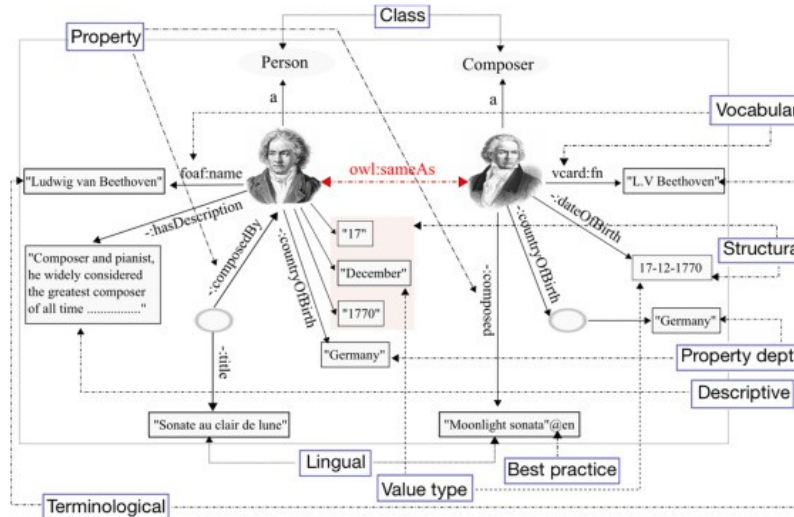 Class
Property
Person
Composer
a
a
Vocabular
foaf:name
owl:sameAs
vcard:fn
"Ludwig van Beethoven"
"L.V Beethoven"
-:hasDescription
-:dateOfBirth
"17"
"Composer and pianist,
he widely considered
the greatest composer
of all time ................"
-:composedBy
-:countryOfBirth
"December"
"1770"
-:composed
-:countryOfBirth
Structura
17-12-1770
"Germany"
"Germany"
Property dept
-:title
Descriptive
"Sonate au clair de lune"
"Moonlight sonata"@en
Lingual
Best practice
Value type
Terminological